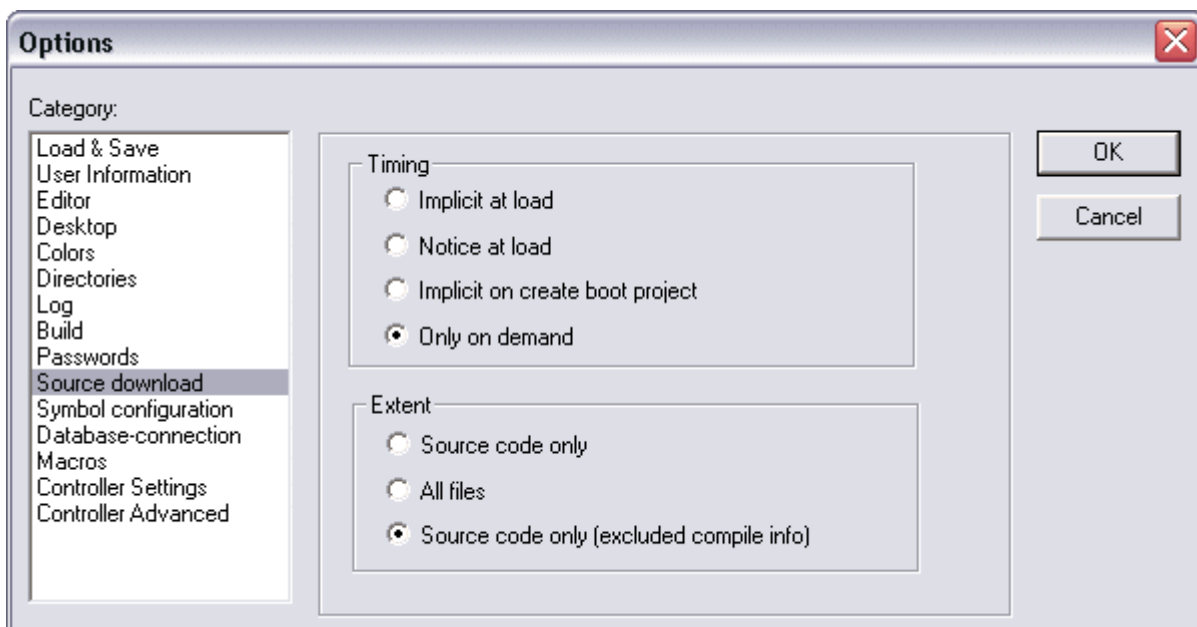 Options
Category:
Load & Save
User Information
Editor
Desktop
Colors
Directories
Log
Build
Passwords
Source download
Symbol configuration
Database-connection
Macros
Controller Settings
Controller Advanced
Timing
Implicit at load
Notice at load
Implicit on create boot project
Only on demand
Extent
Source code only
All files
Source code only (excluded compile info)
OK
Cancel